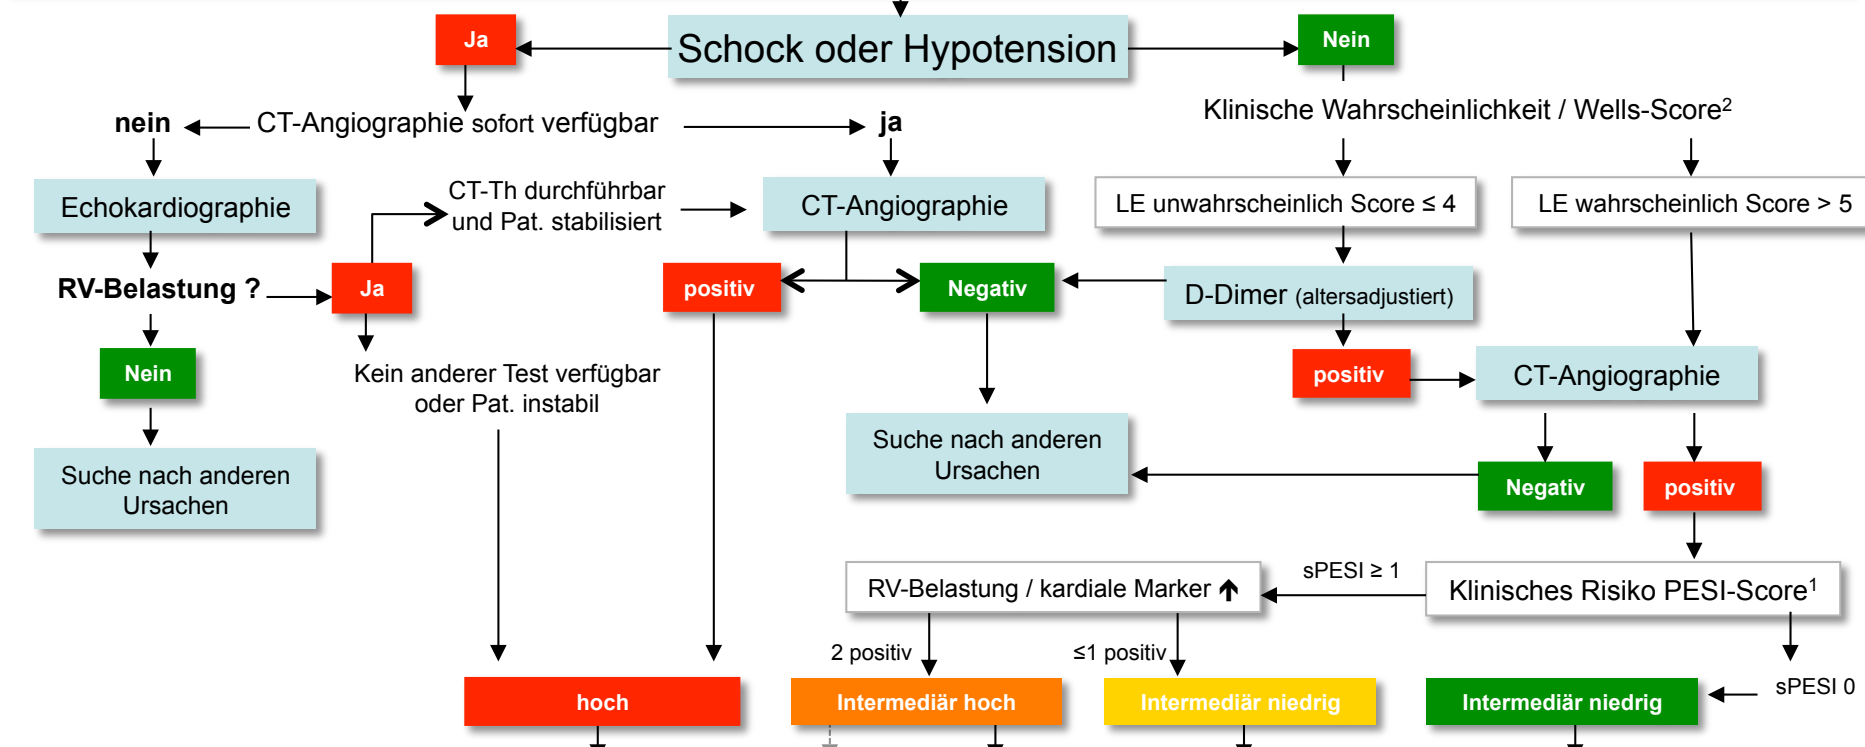 Ja
Schock oder Hypotension
Nein
nein
CT-Angiographie sofort verfügbar
ja
Klinische Wahrscheinlichkeit / Wells-Score²
Echokardiographie
CT-Th durchführbar
und Pat. stabilisiert
CT-Angiographie
LE unwahrscheinlich Score ≤ 4
LE wahrscheinlich Score > 5
RV-Belastung ?
Ja
positiv
Negativ
D-Dimer (altersadjustiert)
Nein
Kein anderer Test verfügbar
oder Pat. instabil
positiv
CT-Angiographie
Suche nach anderen
Ursachen
Suche nach anderen
Ursachen
Negativ
positiv
RV-Belastung / kardiale Marker 🡩
sPESI ≥ 1
Klinisches Risiko PESI-Score¹
2 positiv
≤1 positiv
hoch
Intermediär hoch
Intermediär niedrig
Intermediär niedrig
sPESI 0